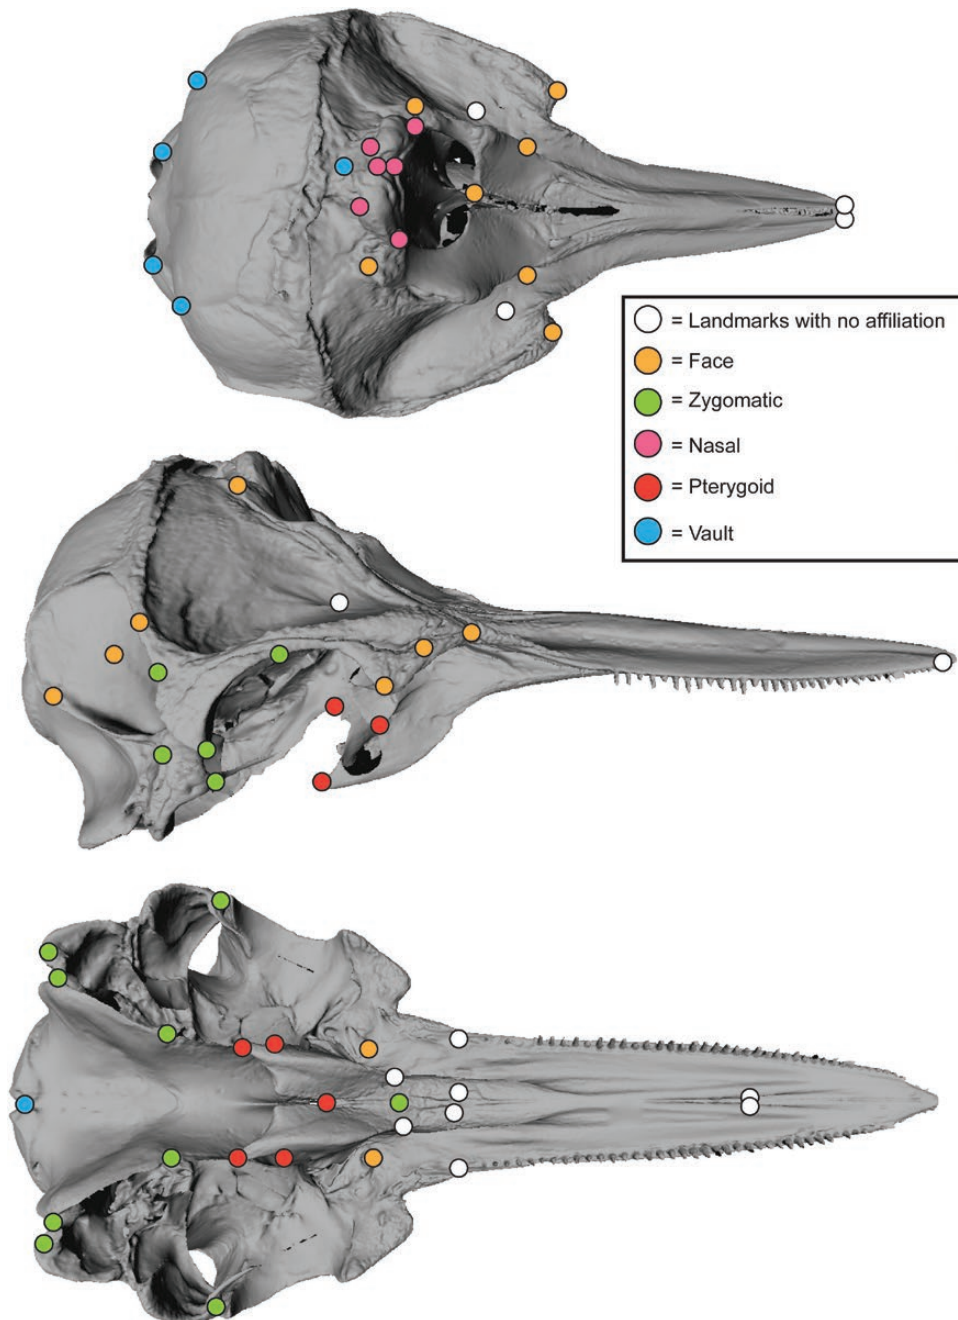 = Landmarks with no affiliation
= Face
= Zygomatic
= Nasal
= Pterygoid
= Vault